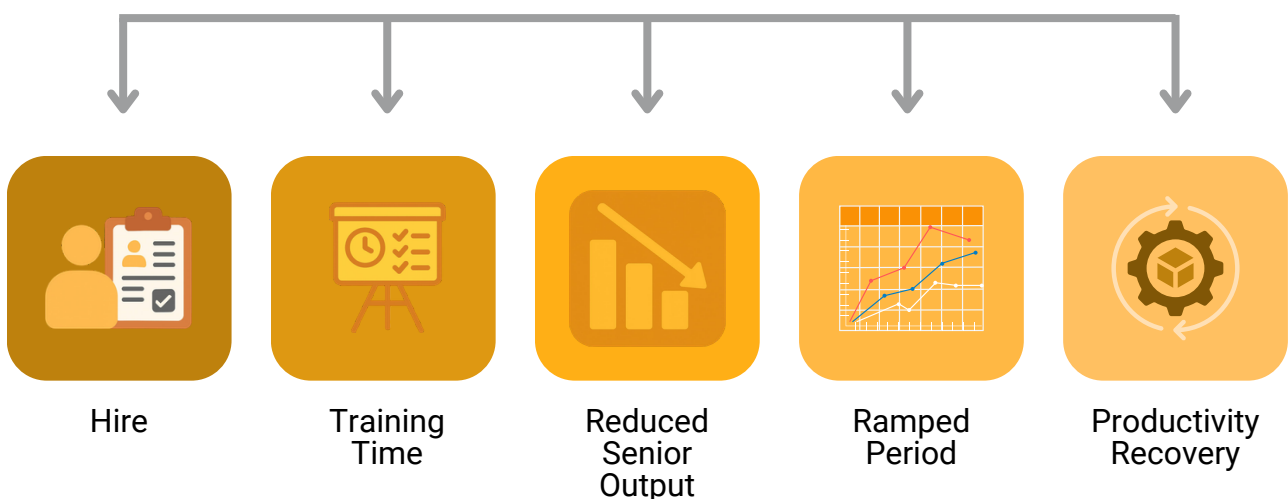 Hire
Training
Time
Reduced
Senior
Output
Ramped
Period
Productivity
Recovery